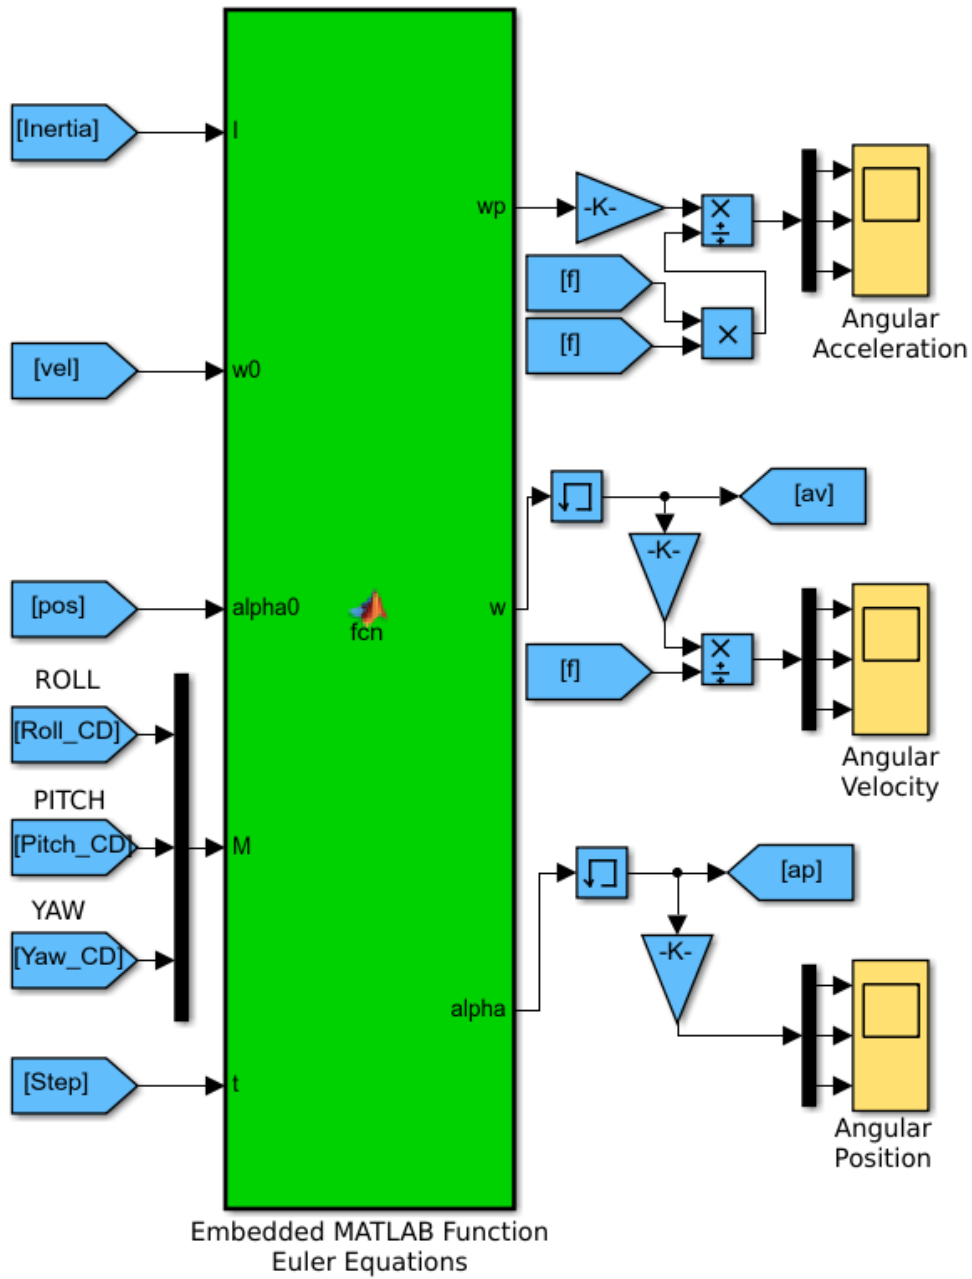 [Inertia]
I
wp
-K-
×
÷
[f]
[f]
×
Angular
Acceleration
[vel]
w0
[av]
-K-
[pos]
alpha0
fcn
w
×
÷
[f]
Angular
Velocity
ROLL
[Roll_CD]
PITCH
[Pitch_CD]
M
YAW
[Yaw_CD]
[ap]
-K-
alpha
[Step]
t
Angular
Position
Embedded MATLAB Function
Euler Equations